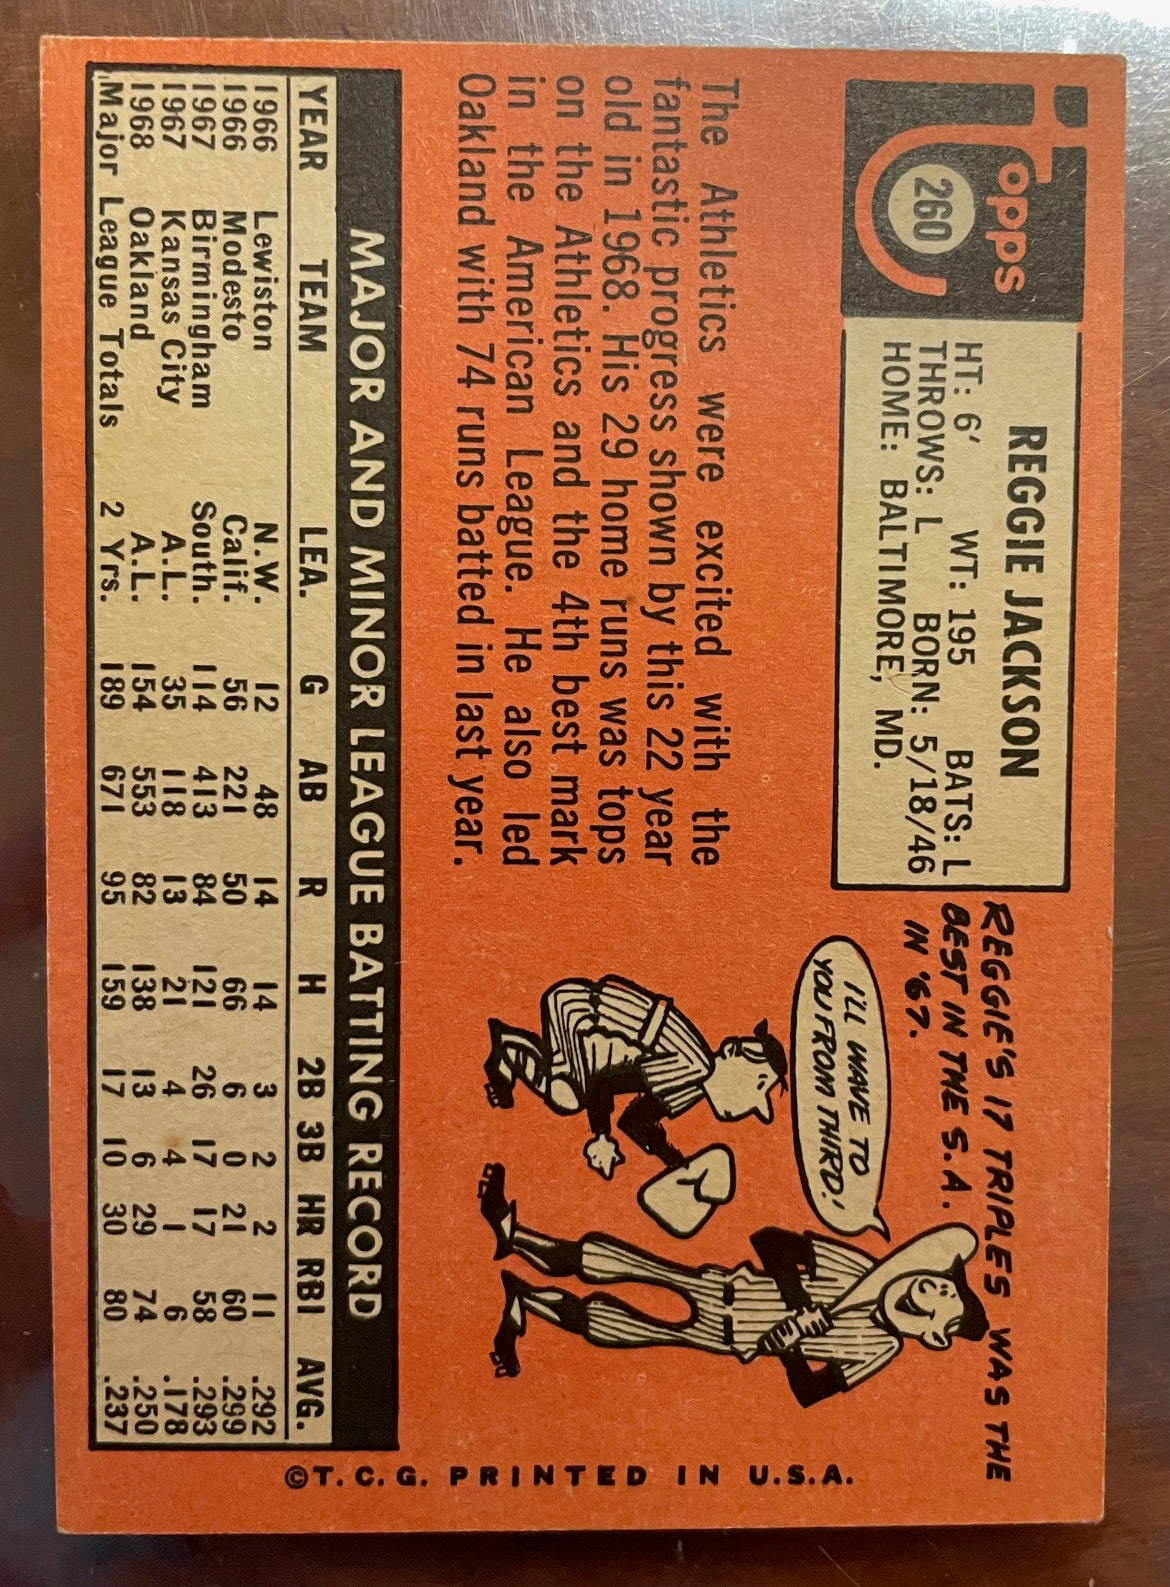 Topps
260
REGGIE JACKSON
HT: 6' WT: 195 BATS: L
THROWS: L BORN: 5/18/46
HOME: BALTIMORE, MD.
REGGIE'S 17 TRIPLES WAS THE
BEST IN THE S.A.
IN '67.
I'LL WAVE TO
YOU FROM THIRD!
The Athletics were excited with the
fantastic progress shown by this 22 year
old in 1968. His 29 home runs was tops
on the Athletics and the 4th best mark
in the American League. He also led
Oakland with 74 runs batted in last year.
MAJOR AND MINOR LEAGUE BATTING RECORD
YEAR TEAM LEA. G AB R H 2B 3B HR RBI AVG.
1966 Lewiston N.W. 12 48 14 14 3 2 2 11 .292
1966 Modesto Calif. 56 221 50 66 6 0 21 60 .299
1967 Birmingham South. 114 413 84 121 26 17 17 58 .293
1967 Kansas City A.L. 35 118 13 21 4 4 1 6 .178
1968 Oakland A.L. 154 553 82 138 13 6 29 74 .250
Major League Totals 2 Yrs. 189 671 95 159 17 10 30 80 .237
©T. C. G. PRINTED IN U.S.A.